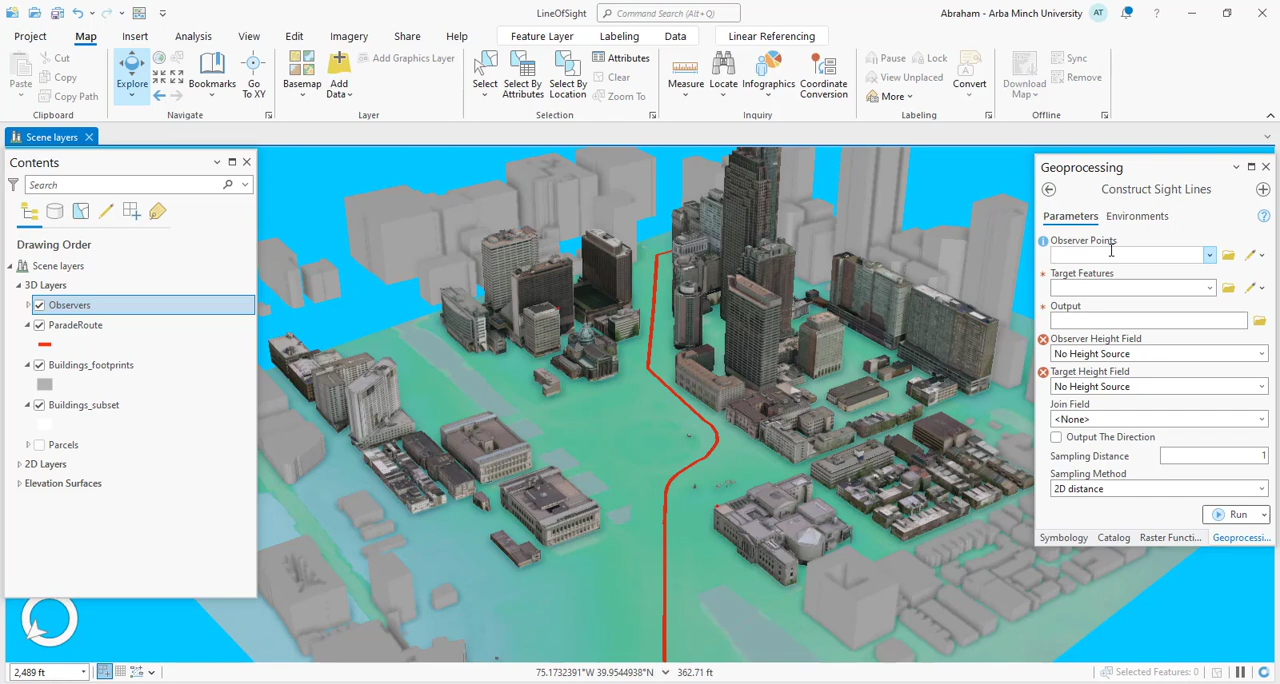 LineOfSight
Command Search (Alt+Q)
Abraham - Arba Minch University
AT
?
Project
Map
Insert
Analysis
View
Edit
Imagery
Share
Help
Feature Layer
Labeling
Data
Linear Referencing
Paste
Cut
Copy
Copy Path
Clipboard
Explore
Bookmarks
Go
To XY
Navigate
Basemap
Add
Data
Add Graphics Layer
Layer
Select
Select By
Attributes
Select By
Location
Attributes
Clear
Zoom To
Selection
Measure
Locate
Infographics
Coordinate
Conversion
Inquiry
Pause
Lock
View Unplaced
More
Convert
Labeling
Download
Map
Sync
Remove
Offline
Scene layers
Contents
Search
Drawing Order
Scene layers
3D Layers
Observers
ParadeRoute
Buildings_footprints
Buildings_subset
Parcels
2D Layers
Elevation Surfaces
Geoprocessing
Construct Sight Lines
Parameters
Environments
?
Observer Points
* Target Features
* Output
Observer Height Field
No Height Source
Target Height Field
No Height Source
Join Field
<None>
Output The Direction
Sampling Distance
1
Sampling Method
2D distance
Run
Symbology
Catalog
Raster Functi...
Geoprocessi...
2,489 ft
75.1732391°W 39.9544988°N
362.71 ft
Selected Features: 0